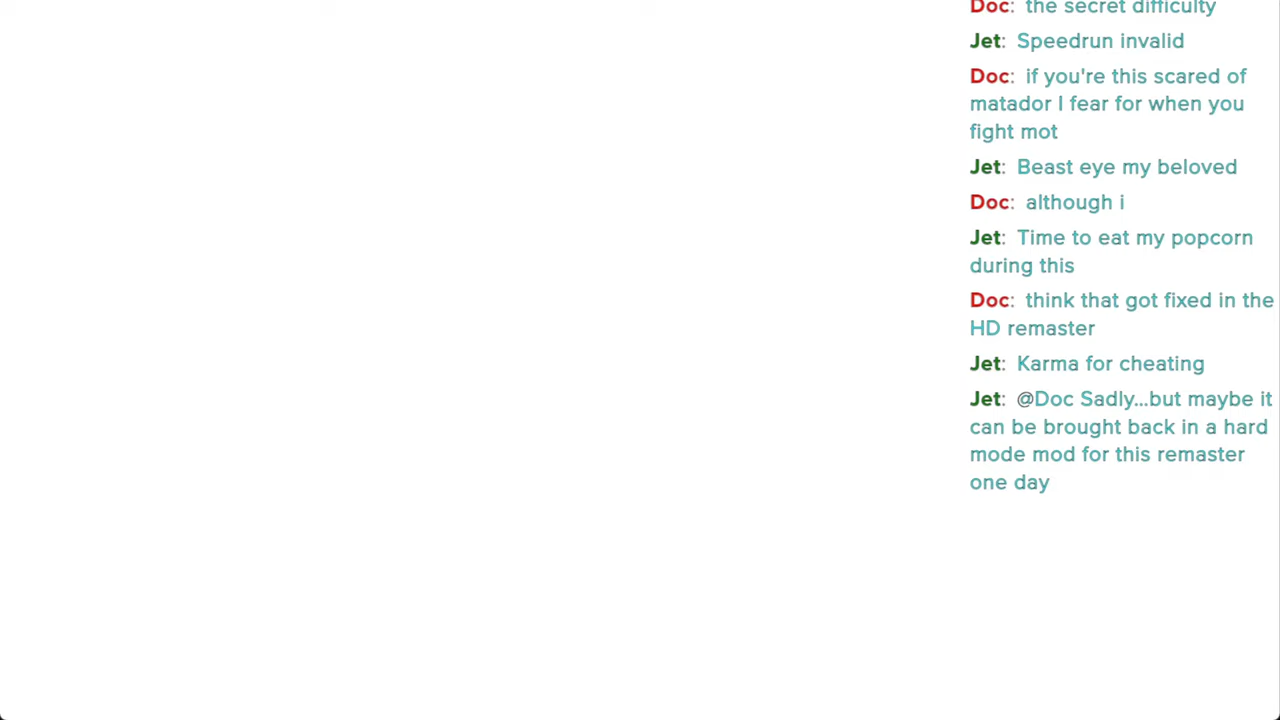 Doc: the secret difficulty
Jet: Speedrun invalid
Doc: if you're this scared of
matador I fear for when you
fight mot
Jet: Beast eye my beloved
Doc: although i
Jet: Time to eat my popcorn
during this
Doc: think that got fixed in the
HD remaster
Jet: Karma for cheating
Jet: @Doc Sadly...but maybe it
can be brought back in a hard
mode mod for this remaster
one day